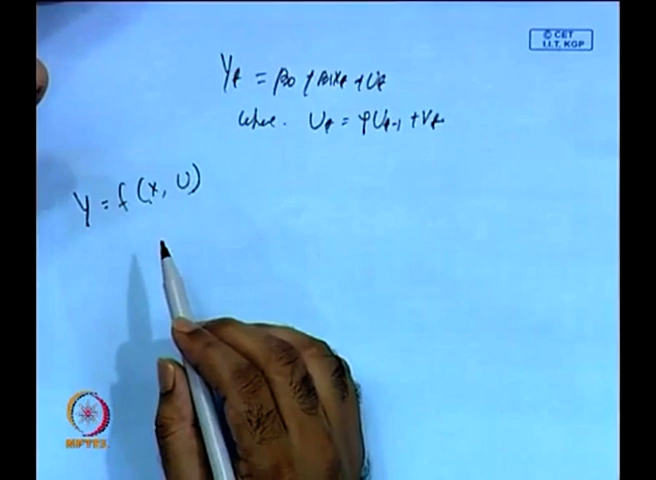 © CET
I.I.T. KGP
Yt = β0 + β1Xt + Ut
where. Ut = ρUt-1 + Vt
Y = f (X, U)
NPTEL